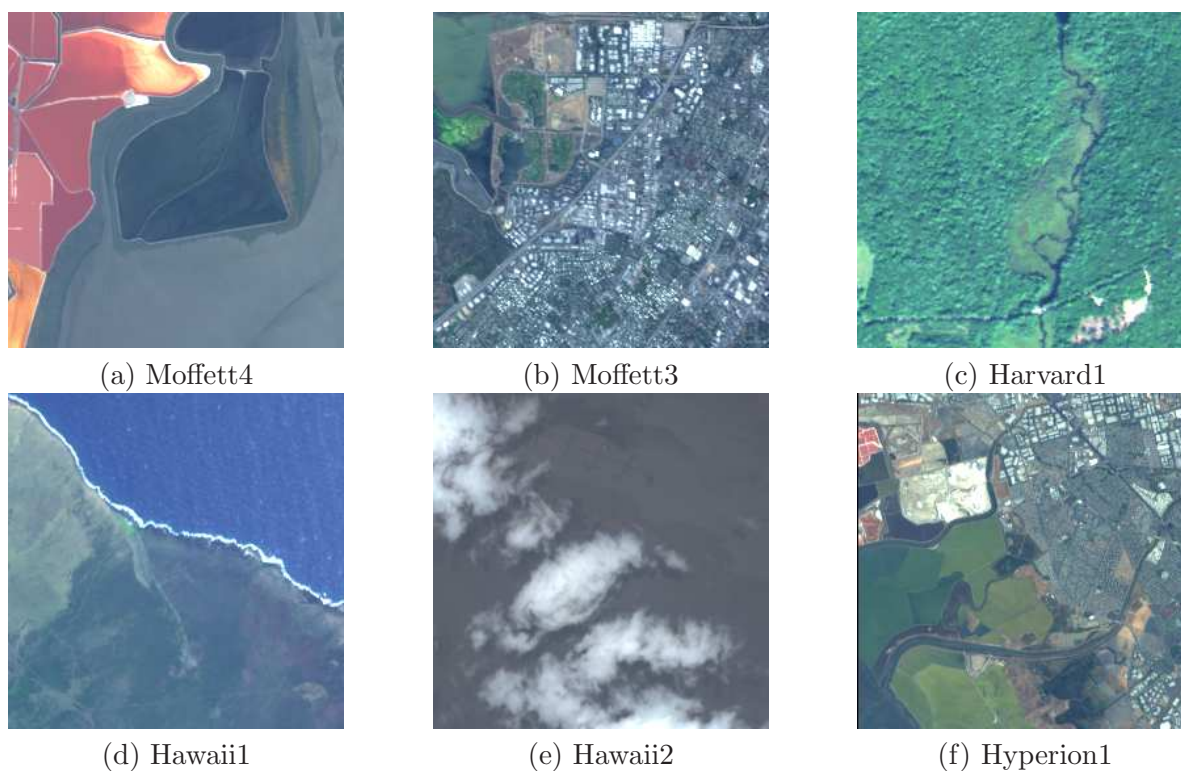 (a) Moffett4
(b) Moffett3
(c) Harvard1
(d) Hawaii1
(e) Hawaii2
(f) Hyperion1